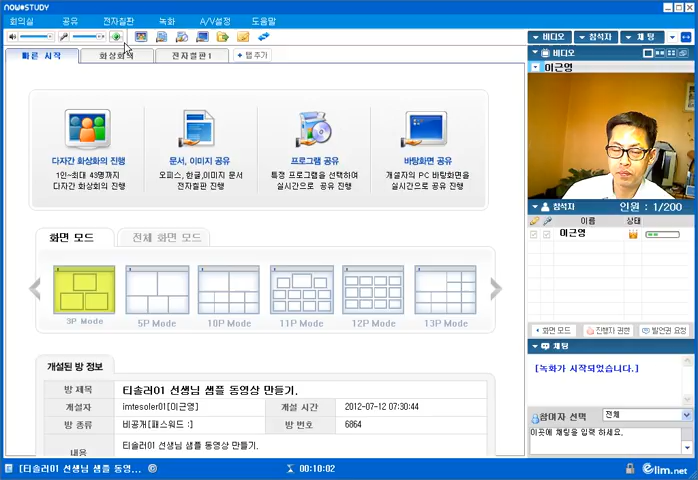 NOW★STUDY
회의실 공유 전자칠판 녹화 A/V설정 도움말
비디오 참석자 채팅
빠른 시작 화상회의 전자칠판1 탭추가
비디오
이근영
다자간 화상회의 진행
1인~최대 43명까지
다자간 화상회의 진행
문서, 이미지 공유
오피스, 한글,이미지 문서
전자칠판 진행
프로그램 공유
특정 프로그램을 선택하여
실시간으로 공유 진행
바탕화면 공유
개설자의 PC 바탕화면을
실시간으로 공유 진행
참석자 인원 : 1/200
이름 상태
이근영
화면 모드 전체 화면 모드
3P Mode 5P Mode 10P Mode 11P Mode 12P Mode 13P Mode
화면 모드 진행자 권한 발언권 요청
채팅
[녹화가 시작되었습니다.]
개설된 방 정보
방 제목 티솔러01 선생님 샘플 동영상 만들기.
개설자 imtesoler01[이근영] 개설 시간 2012-07-12 07:30:44
방 종류 비공개[패스워드 :] 방 번호 6864
내용 티솔러01 선생님 샘플 동영상 만들기.
참여자 선택 전체
이곳에 채팅을 입력 하세요.
[티솔러01 선생님 샘플 동영... 00:10:02
elim.net